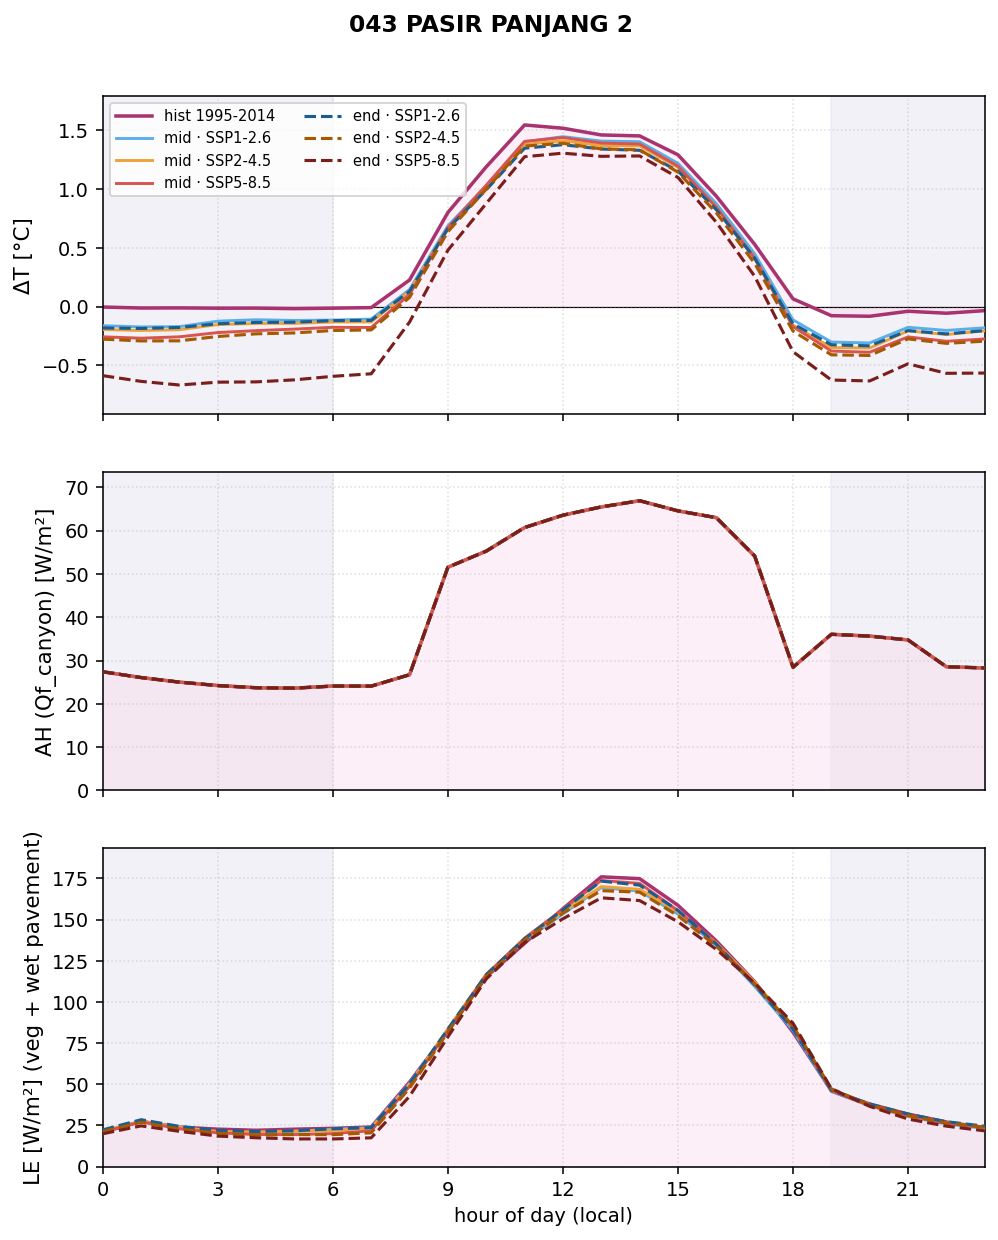 043 PASIR PANJANG 2
hist 1995-2014
mid · SSP1-2.6
mid · SSP2-4.5
mid · SSP5-8.5
end · SSP1-2.6
end · SSP2-4.5
end · SSP5-8.5
ΔT [°C]
1.5
1.0
0.5
0.0
−0.5
AH (Qf_canyon) [W/m²]
70
60
50
40
30
20
10
0
LE [W/m²] (veg + wet pavement)
175
150
125
100
75
50
25
0
0 3 6 9 12 15 18 21
hour of day (local)